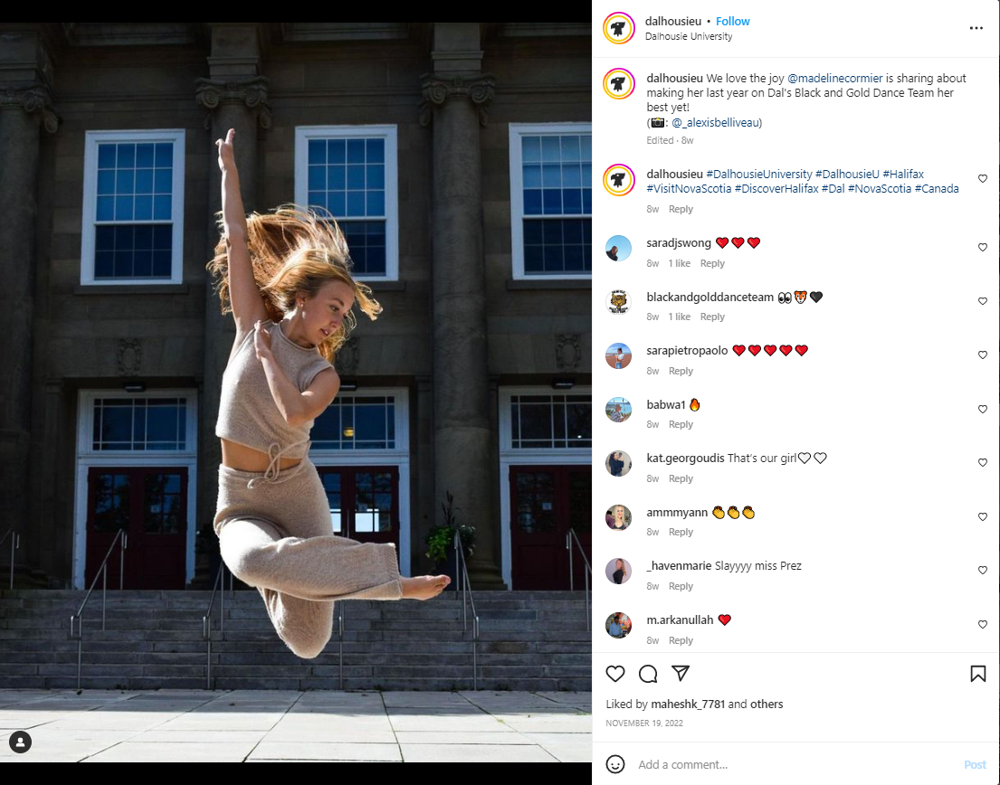 dalhousieu • Follow
Dalhousie University
dalhousieu We love the joy @madelinecormier is sharing about
making her last year on Dal's Black and Gold Dance Team her
best yet!
(📷: @_alexisbelliveau)
Edited · 8w
dalhousieu #DalhousieUniversity #DalhousieU #Halifax
#VisitNovaScotia #DiscoverHalifax #Dal #NovaScotia #Canada
8w Reply
saradjswong ❤️❤️❤️
8w 1 like Reply
blackandgolddanceteam 👀🐯🖤
8w 1 like Reply
sarapietropaolo ❤️❤️❤️❤️❤️
8w Reply
babwa1 🔥
8w Reply
kat.georgoudis That's our girl🤍🤍
8w Reply
ammmyann 👏👏👏
8w Reply
_havenmarie Slayyyy miss Prez
8w Reply
m.arkanullah ❤️
8w Reply
Liked by maheshk_7781 and others
NOVEMBER 19, 2022
Add a comment...
Post